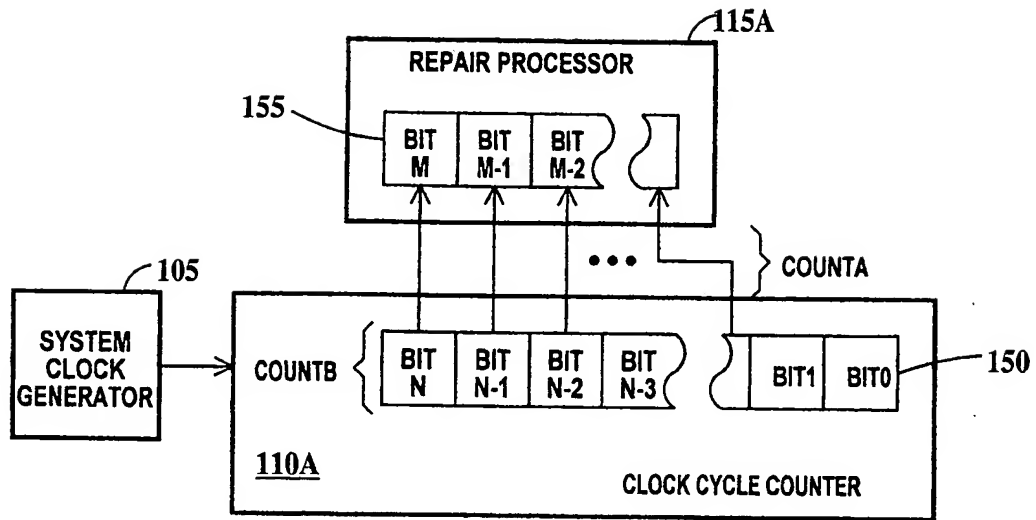 115A
REPAIR PROCESSOR
155
BIT M
BIT M-1
BIT M-2
COUNTA
105
SYSTEM CLOCK GENERATOR
COUNTB
BIT N
BIT N-1
BIT N-2
BIT N-3
BIT1
BIT0
150
110A
CLOCK CYCLE COUNTER